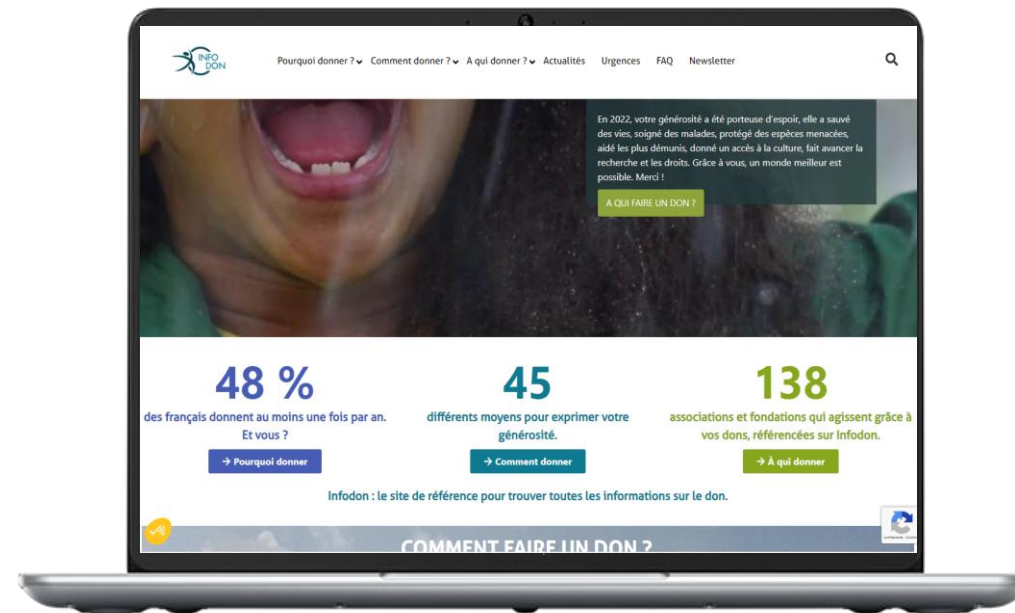 INFO
DON
Pourquoi donner ? Comment donner ? A qui donner ? Actualités Urgences FAQ Newsletter
En 2022, votre générosité a été porteuse d'espoir, elle a sauvé
des vies, soigné des malades, protégé des espèces menacées,
aidé les plus démunis, donné un accès à la culture, fait avancer la
recherche et les droits. Grâce à vous, un monde meilleur est
possible. Merci !
A QUI FAIRE UN DON ?
48 %
des français donnent au moins une fois par an.
Et vous ?
→ Pourquoi donner
45
différents moyens pour exprimer votre
générosité.
→ Comment donner
138
associations et fondations qui agissent grâce à
vos dons, référencées sur Infodon.
→ À qui donner
Infodon : le site de référence pour trouver toutes les informations sur le don.
COMMENT FAIRE UN DON ?